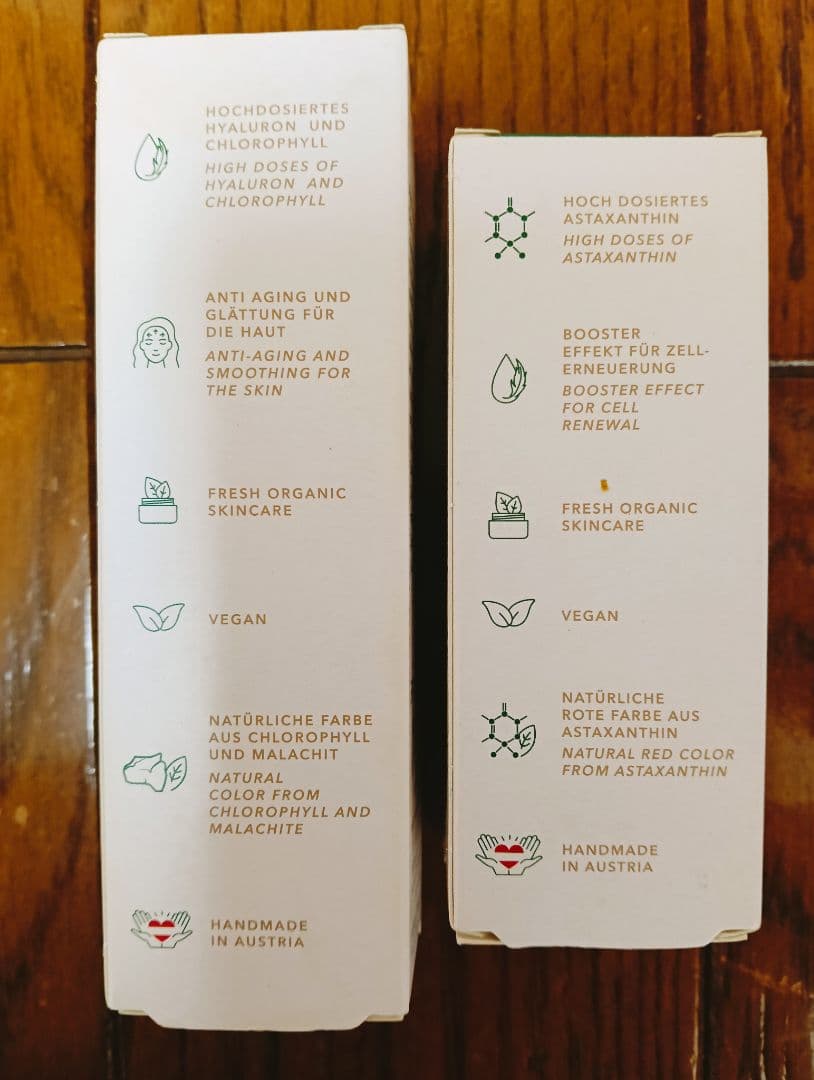 HOCHDOSIERTES
HYALURON UND
CHLOROPHYLL
HIGH DOSES OF
HYALURON AND
CHLOROPHYLL
ANTI AGING UND
GLÄTTUNG FÜR
DIE HAUT
ANTI-AGING AND
SMOOTHING FOR
THE SKIN
FRESH ORGANIC
SKINCARE
VEGAN
NATÜRLICHE FARBE
AUS CHLOROPHYLL
UND MALACHIT
NATURAL
COLOR FROM
CHLOROPHYLL AND
MALACHITE
HANDMADE
IN AUSTRIA
HOCH DOSIERTES
ASTAXANTHIN
HIGH DOSES OF
ASTAXANTHIN
BOOSTER
EFFEKT FÜR ZELL-
ERNEUERUNG
BOOSTER EFFECT
FOR CELL
RENEWAL
FRESH ORGANIC
SKINCARE
VEGAN
NATÜRLICHE
ROTE FARBE AUS
ASTAXANTHIN
NATURAL RED COLOR
FROM ASTAXANTHIN
HANDMADE
IN AUSTRIA